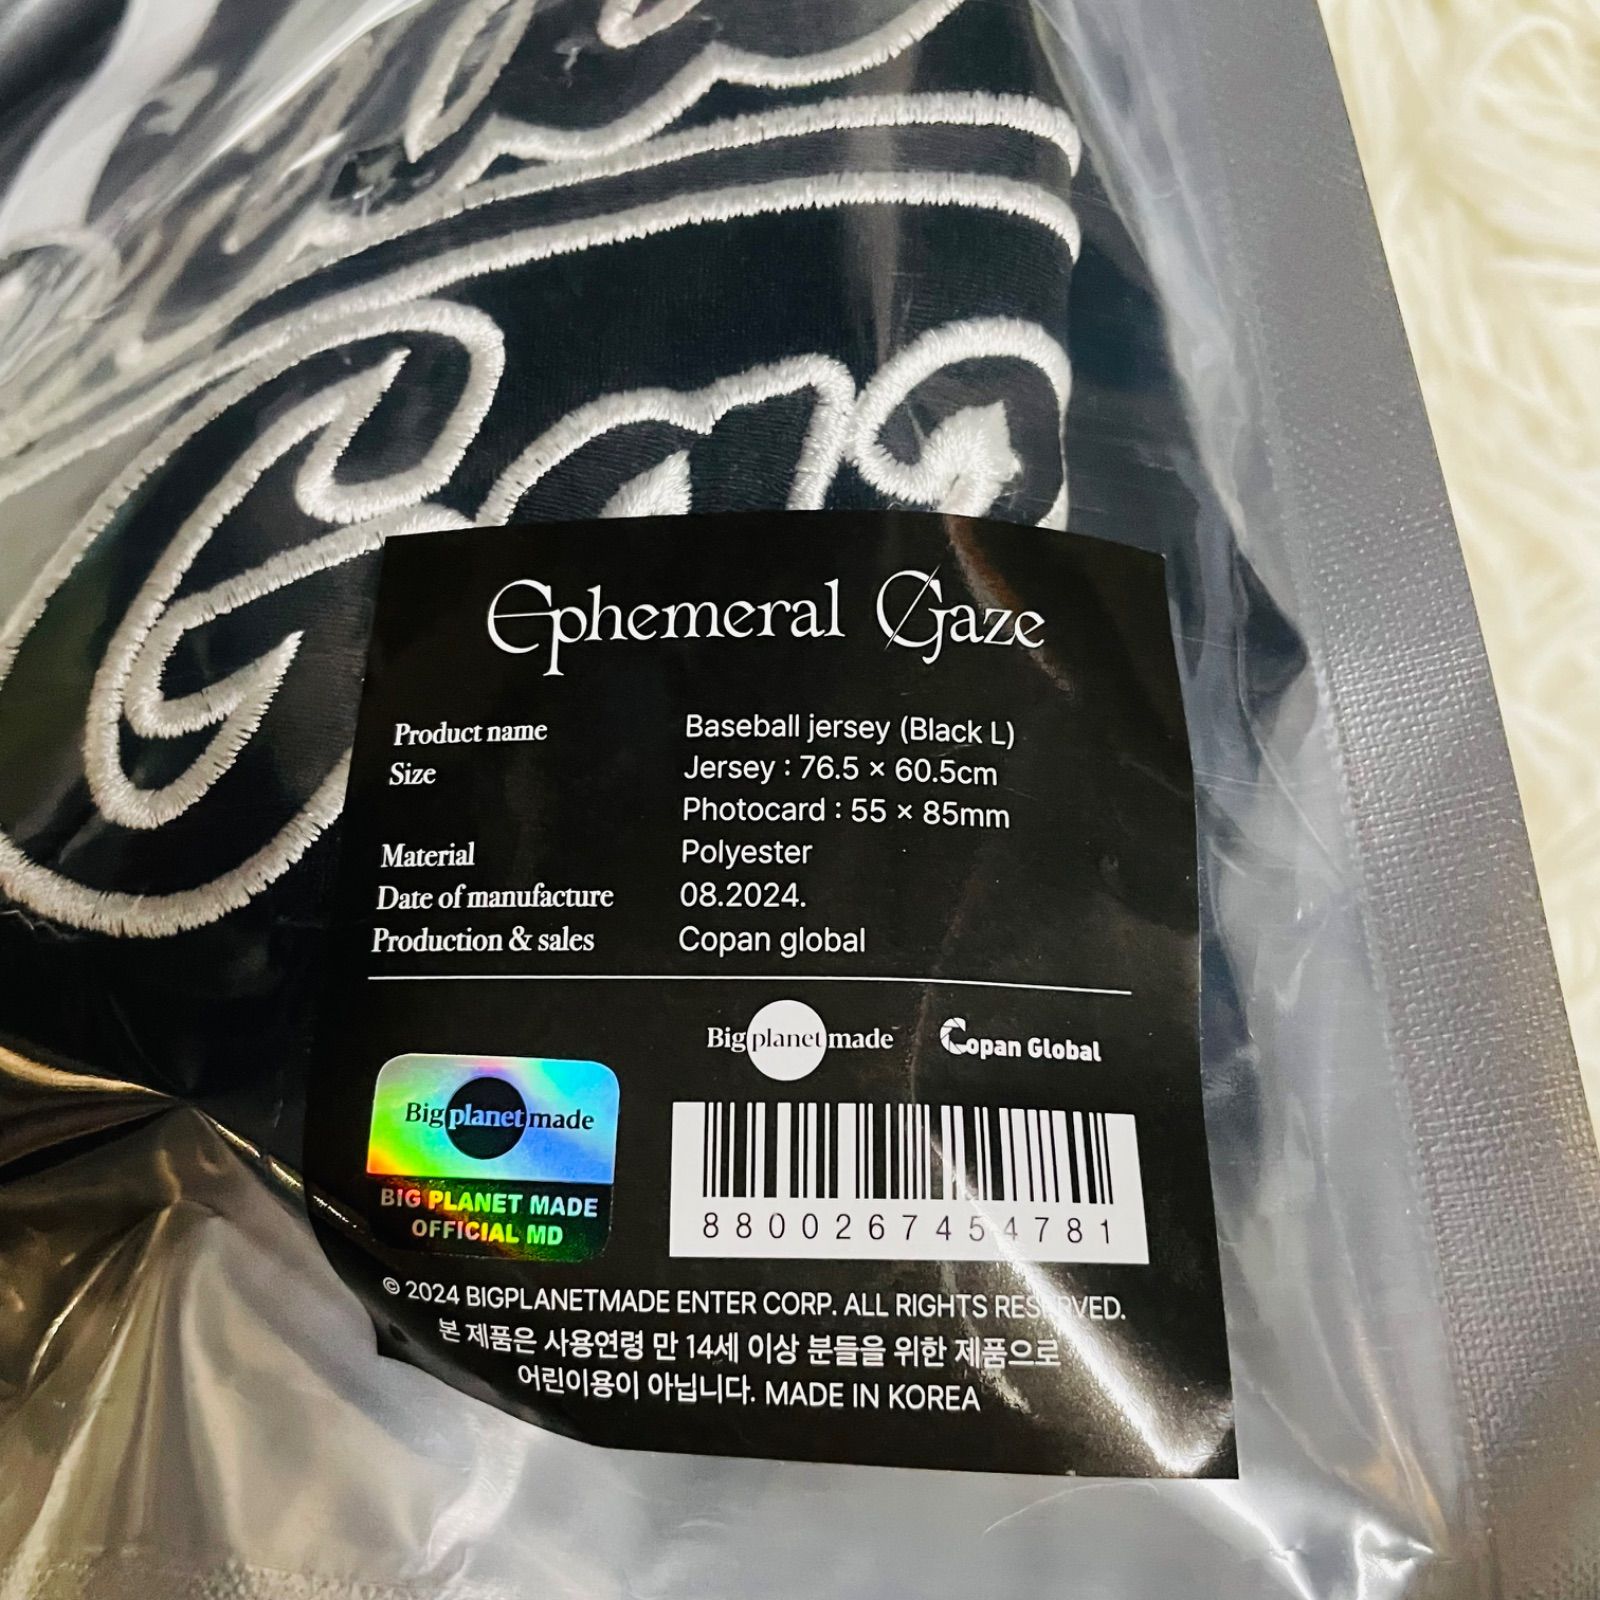 Ephemeral Gaze
Product name Baseball jersey (Black L)
Size Jersey : 76.5 × 60.5cm
Photocard : 55 × 85mm
Material Polyester
Date of manufacture 08.2024.
Production & sales Copan global
Big planet made Copan Global
Big planet made
BIG PLANET MADE
OFFICIAL MD
8800267454781
© 2024 BIGPLANETMADE ENTER CORP. ALL RIGHTS RESERVED.
본 제품은 사용연령 만 14세 이상 분들을 위한 제품으로
어린이용이 아닙니다. MADE IN KOREA